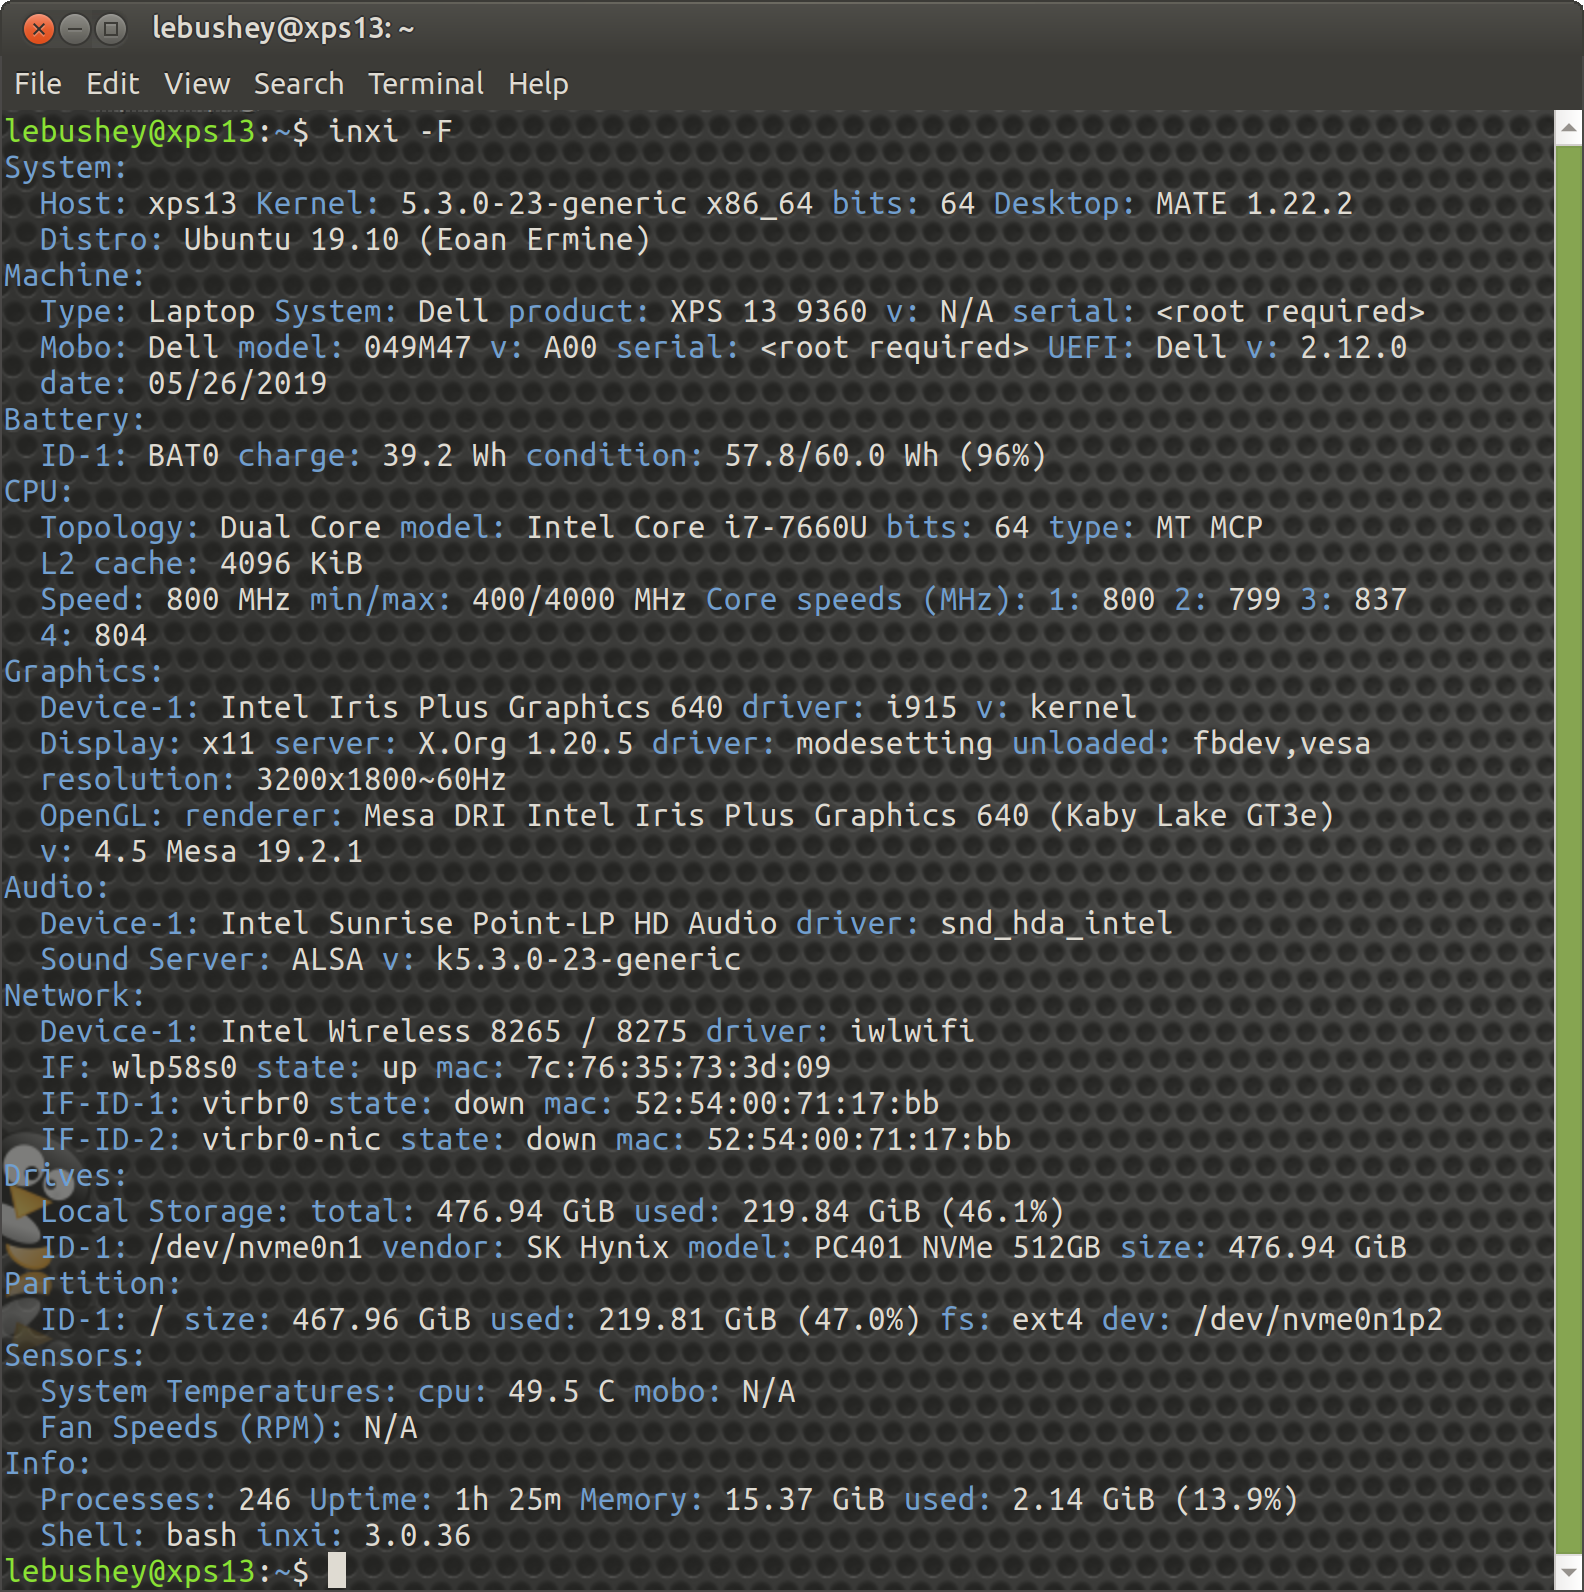 lebushey@xps13: ~
File Edit View Search Terminal Help
lebushey@xps13:~$ inxi -F
System:
  Host: xps13 Kernel: 5.3.0-23-generic x86_64 bits: 64 Desktop: MATE 1.22.2
  Distro: Ubuntu 19.10 (Eoan Ermine)
Machine:
  Type: Laptop System: Dell product: XPS 13 9360 v: N/A serial: <root required>
  Mobo: Dell model: 049M47 v: A00 serial: <root required> UEFI: Dell v: 2.12.0
  date: 05/26/2019
Battery:
  ID-1: BAT0 charge: 39.2 Wh condition: 57.8/60.0 Wh (96%)
CPU:
  Topology: Dual Core model: Intel Core i7-7660U bits: 64 type: MT MCP
  L2 cache: 4096 KiB
  Speed: 800 MHz min/max: 400/4000 MHz Core speeds (MHz): 1: 800 2: 799 3: 837
  4: 804
Graphics:
  Device-1: Intel Iris Plus Graphics 640 driver: i915 v: kernel
  Display: x11 server: X.Org 1.20.5 driver: modesetting unloaded: fbdev,vesa
  resolution: 3200x1800~60Hz
  OpenGL: renderer: Mesa DRI Intel Iris Plus Graphics 640 (Kaby Lake GT3e)
  v: 4.5 Mesa 19.2.1
Audio:
  Device-1: Intel Sunrise Point-LP HD Audio driver: snd_hda_intel
  Sound Server: ALSA v: k5.3.0-23-generic
Network:
  Device-1: Intel Wireless 8265 / 8275 driver: iwlwifi
  IF: wlp58s0 state: up mac: 7c:76:35:73:3d:09
  IF-ID-1: virbr0 state: down mac: 52:54:00:71:17:bb
  IF-ID-2: virbr0-nic state: down mac: 52:54:00:71:17:bb
Drives:
  Local Storage: total: 476.94 GiB used: 219.84 GiB (46.1%)
  ID-1: /dev/nvme0n1 vendor: SK Hynix model: PC401 NVMe 512GB size: 476.94 GiB
Partition:
  ID-1: / size: 467.96 GiB used: 219.81 GiB (47.0%) fs: ext4 dev: /dev/nvme0n1p2
Sensors:
  System Temperatures: cpu: 49.5 C mobo: N/A
  Fan Speeds (RPM): N/A
Info:
  Processes: 246 Uptime: 1h 25m Memory: 15.37 GiB used: 2.14 GiB (13.9%)
  Shell: bash inxi: 3.0.36
lebushey@xps13:~$